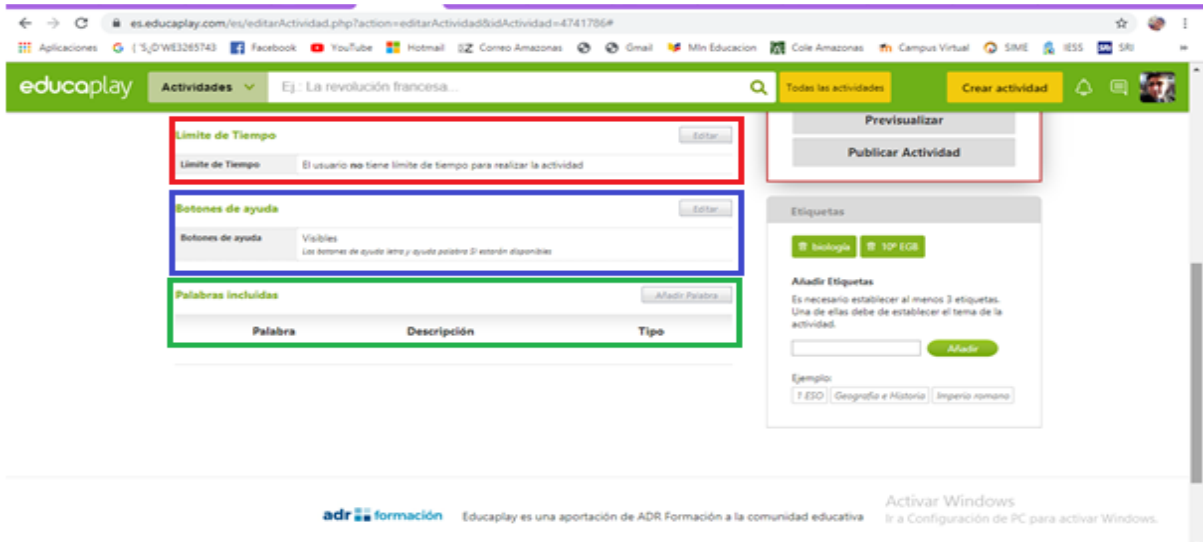 es.educaplay.com/es/editarActividad.php?action=editarActividad&idActividad=4741786#
Aplicaciones Facebook YouTube Hotmail Correo Amazonas Gmail MIn Educacion Cole Amazonas Campus Virtual SIME IESS SRI
educaplay Actividades Ej.: La revolución francesa... Todas las actividades Crear actividad
Límite de Tiempo Editar
Límite de Tiempo El usuario no tiene límite de tiempo para realizar la actividad
Botones de ayuda Editar
Botones de ayuda Visibles
Los botones de ayuda letra y ayuda palabra SI estarán disponibles
Palabras incluidas Añadir Palabra
Palabra Descripción Tipo
Previsualizar
Publicar Actividad
Etiquetas
biología 10º EGB
Añadir Etiquetas
Es necesario establecer al menos 3 etiquetas.
Una de ellas debe de establecer el tema de la
actividad.
Añadir
Ejemplo:
1 ESO Geografía e Historia Imperio romano
adr formación Educaplay es una aportación de ADR Formación a la comunidad educativa
Activar Windows
Ir a Configuración de PC para activar Windows.